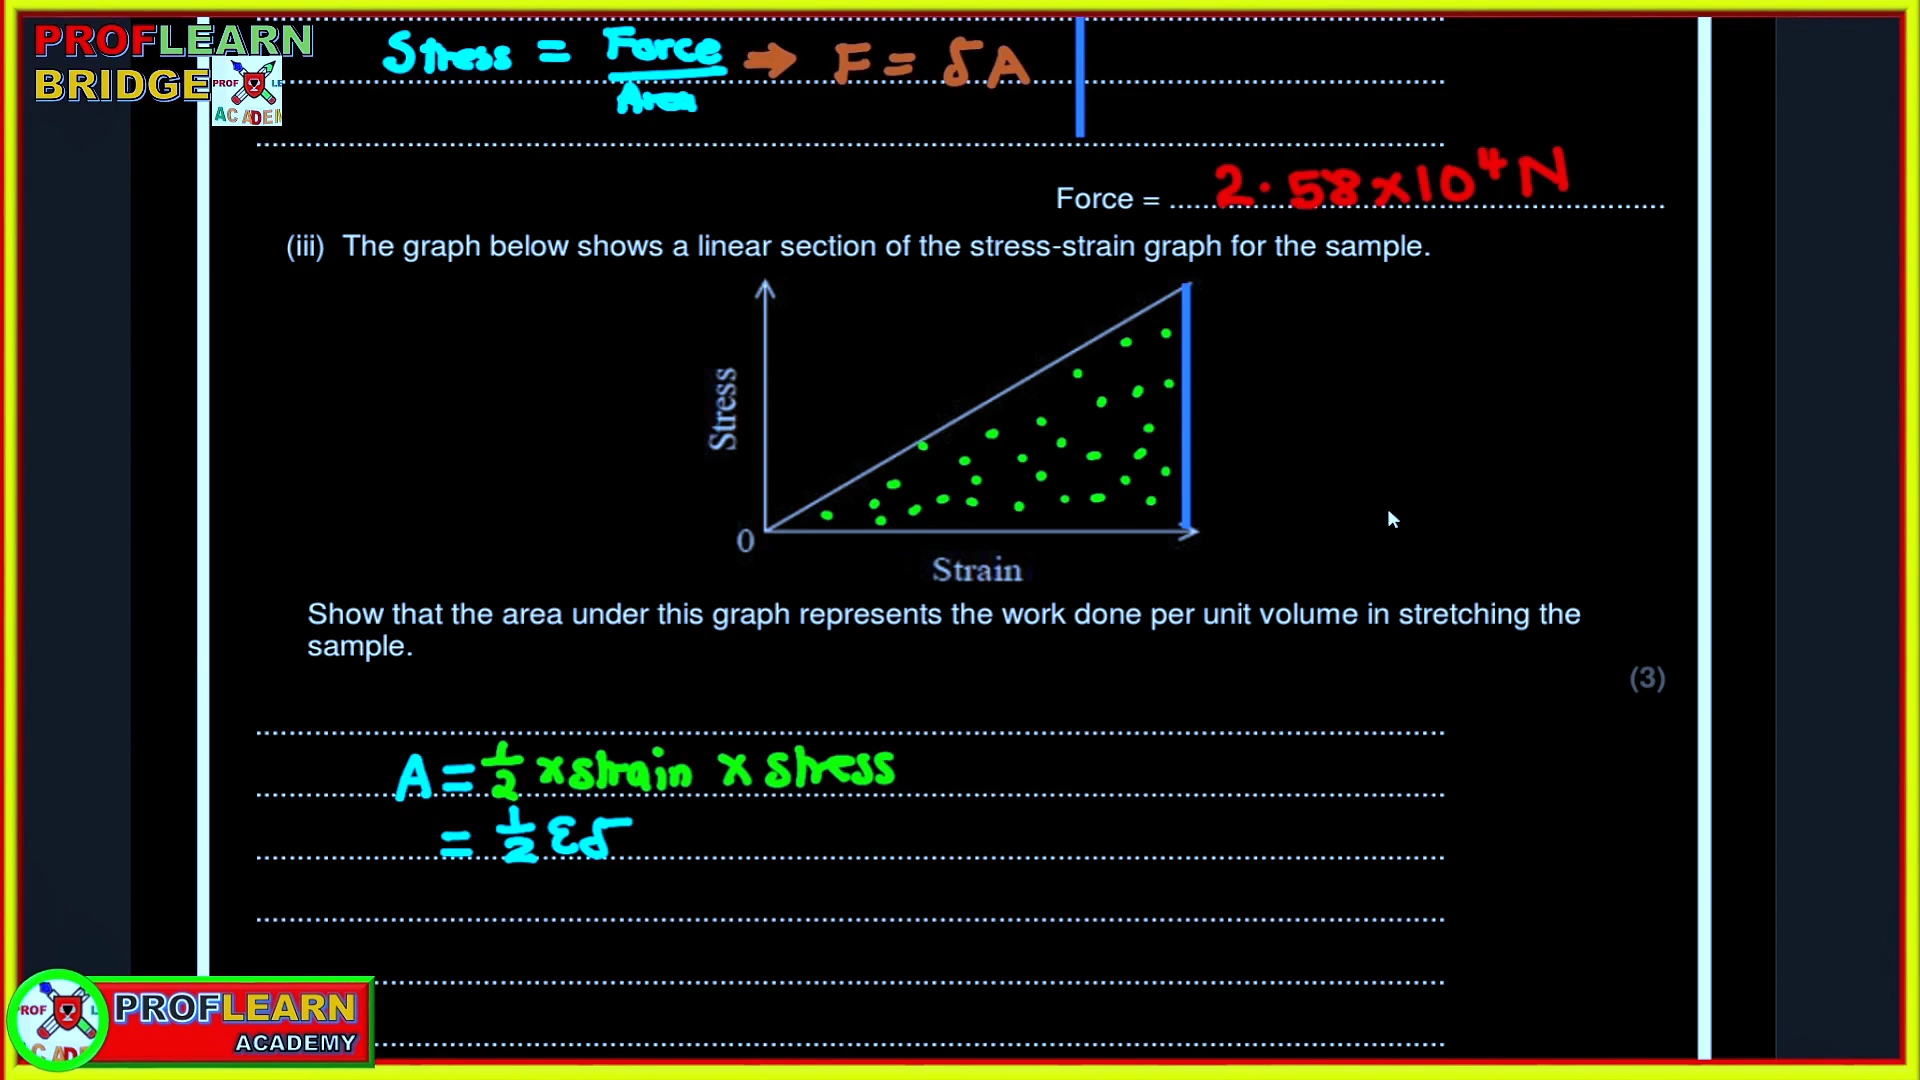 PROFLEARN
BRIDGE
Stress = Force/Area → F = δA
Force = 2.58×10⁴N
(iii) The graph below shows a linear section of the stress-strain graph for the sample.
Stress
0
Strain
Show that the area under this graph represents the work done per unit volume in stretching the
sample.
(3)
A = 1/2 × strain × stress
= 1/2 εδ
PROFLEARN
ACADEMY